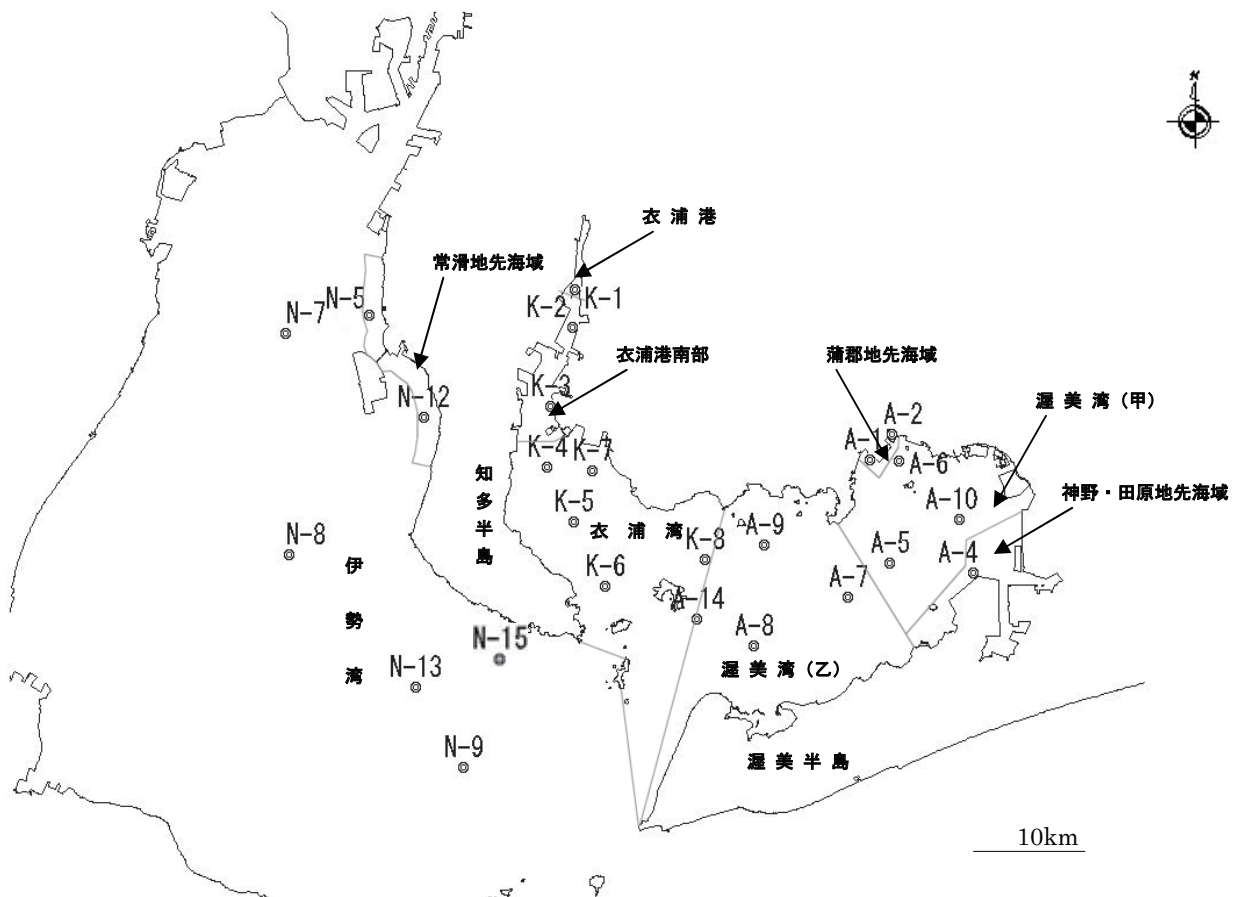 N
衣 浦 港
常滑地先海域
N-5
N-7
K-2
K-1
衣浦港南部
蒲郡地先海域
K-3
N-12
渥 美 湾 (甲)
A-2
A-1
A-6
K-4
K-7
神野・田原地先海域
A-10
知多半島
K-5
衣 浦 湾
A-9
K-8
A-5
A-4
N-8
伊勢湾
K-6
A-7
A-14
A-8
N-15
N-13
渥 美 湾 (乙)
N-9
渥 美 半 島
10km